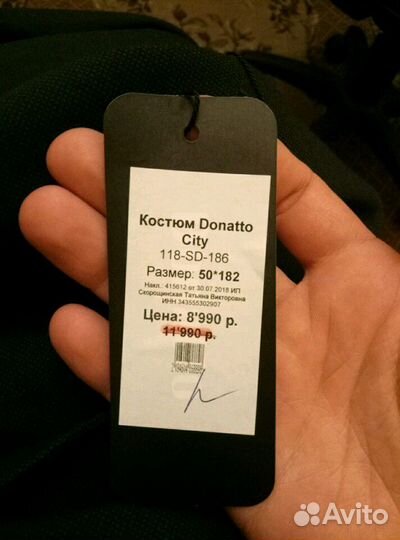 Костюм Donatto
City
118-SD-186
Размер: 50*182
Накл.: 415612 от 30.07.2018 ИП
Скорощинская Татьяна Викторовна
ИНН 343555302907
Цена: 8'990 р.
11'990 р.
Avito